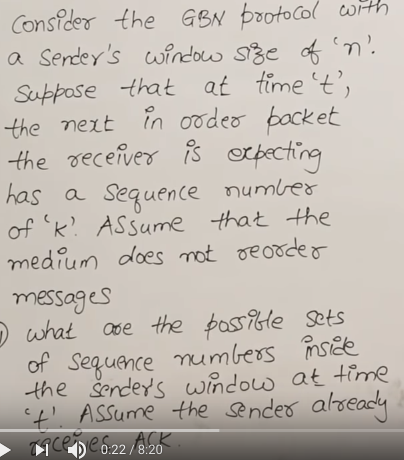 Consider the GBN protocol with
a Sender's window size of 'n'.
Suppose that at time 't',
the next in order packet
the receiver is expecting
has a sequence number
of 'k'. Assume that the
medium does not reorder
messages
what are the possible sets
of sequence numbers inside
the sender's window at time
't'. Assume the sender already
receives ACK.
0:22 / 8:20